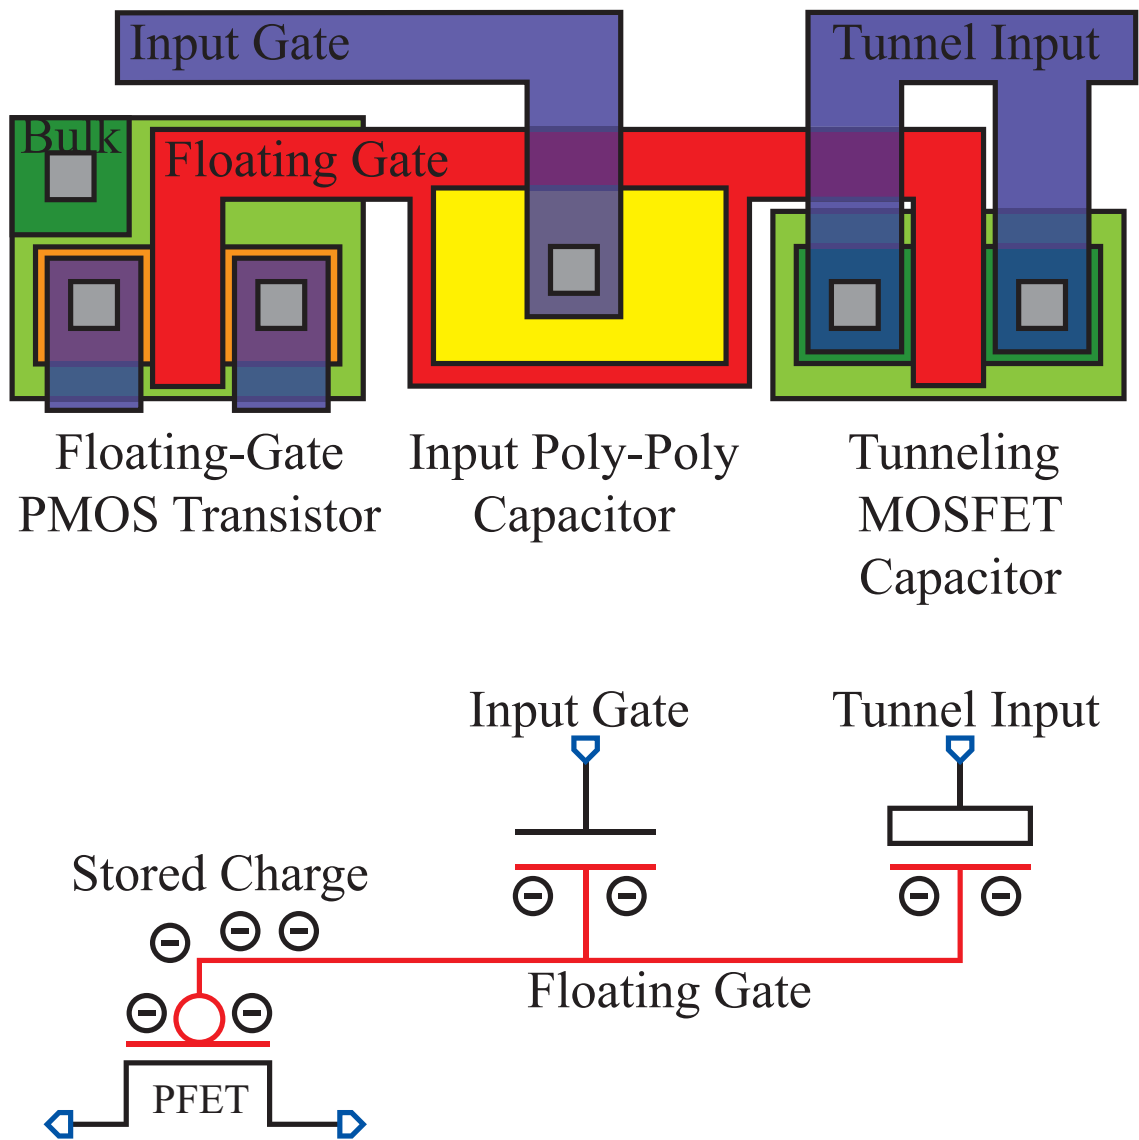 Input Gate
Tunnel Input
Bulk
Floating Gate
Floating-Gate
PMOS Transistor
Input Poly-Poly
Capacitor
Tunneling
MOSFET
Capacitor
Input Gate
Tunnel Input
Stored Charge
Floating Gate
PFET